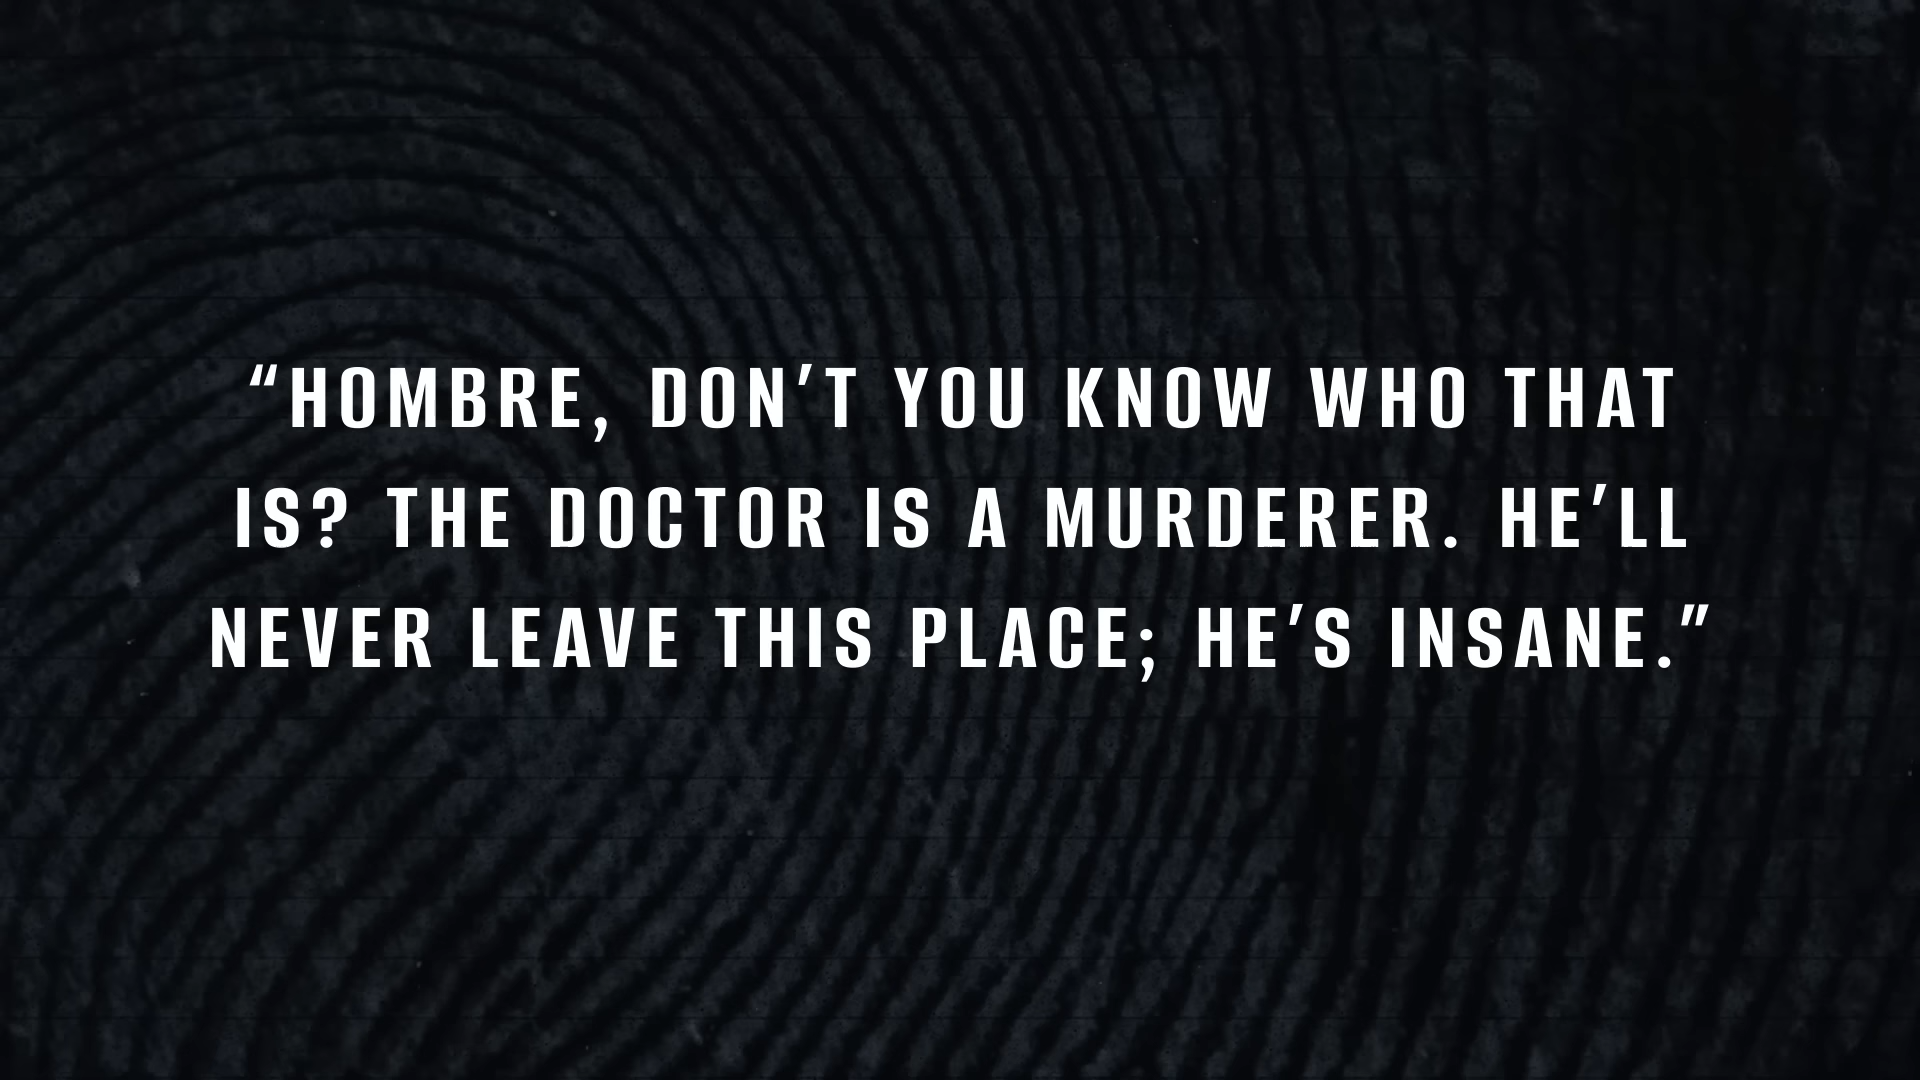 “HOMBRE, DON’T YOU KNOW WHO THAT
IS? THE DOCTOR IS A MURDERER. HE’LL
NEVER LEAVE THIS PLACE; HE’S INSANE.”